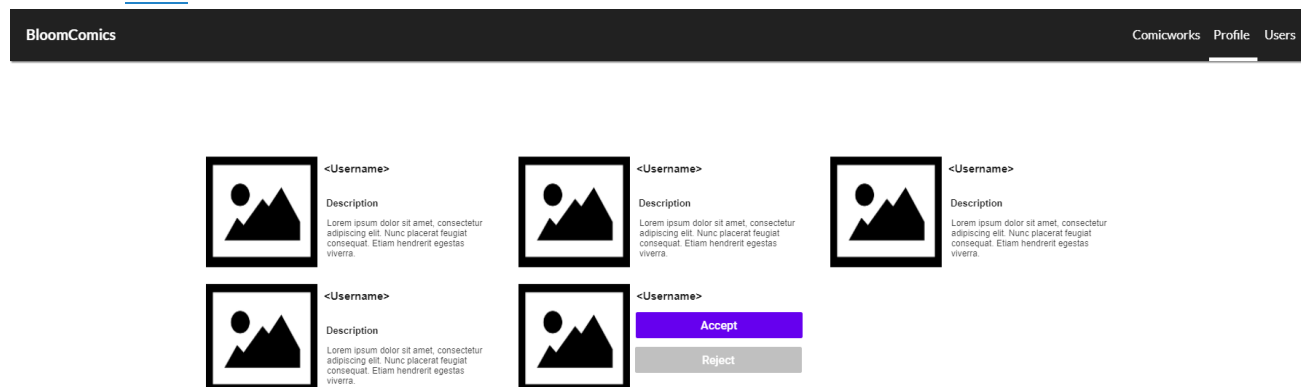 BloomComics
Comicworks Profile Users
<Username>
Description
Lorem ipsum dolor sit amet, consectetur
adipiscing elit. Nunc placerat feugiat
consequat. Etiam hendrerit egestas
viverra.
<Username>
Description
Lorem ipsum dolor sit amet, consectetur
adipiscing elit. Nunc placerat feugiat
consequat. Etiam hendrerit egestas
viverra.
<Username>
Description
Lorem ipsum dolor sit amet, consectetur
adipiscing elit. Nunc placerat feugiat
consequat. Etiam hendrerit egestas
viverra.
<Username>
Description
Lorem ipsum dolor sit amet, consectetur
adipiscing elit. Nunc placerat feugiat
consequat. Etiam hendrerit egestas
viverra.
<Username>
Accept
Reject